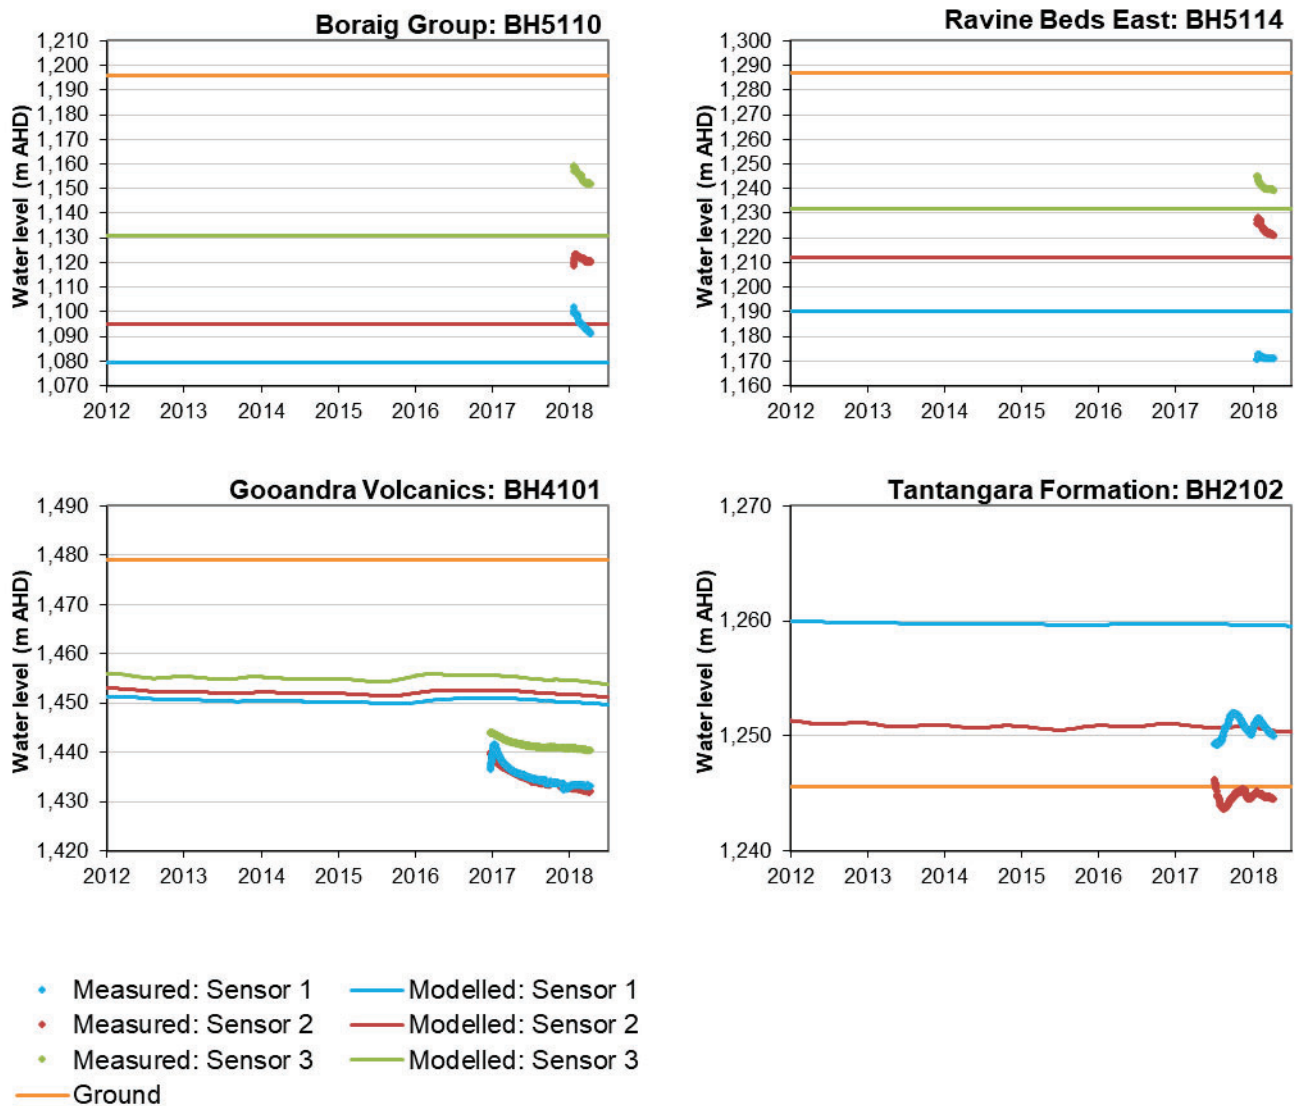 Boraig Group: BH5110
Water level (m AHD)
1,210
1,200
1,190
1,180
1,170
1,160
1,150
1,140
1,130
1,120
1,110
1,100
1,090
1,080
1,070
2012 2013 2014 2015 2016 2017 2018
Ravine Beds East: BH5114
Water level (m AHD)
1,300
1,290
1,280
1,270
1,260
1,250
1,240
1,230
1,220
1,210
1,200
1,190
1,180
1,170
1,160
2012 2013 2014 2015 2016 2017 2018
Gooandra Volcanics: BH4101
Water level (m AHD)
1,490
1,480
1,470
1,460
1,450
1,440
1,430
1,420
2012 2013 2014 2015 2016 2017 2018
Tantangara Formation: BH2102
Water level (m AHD)
1,270
1,260
1,250
1,240
2012 2013 2014 2015 2016 2017 2018
Measured: Sensor 1 Modelled: Sensor 1
Measured: Sensor 2 Modelled: Sensor 2
Measured: Sensor 3 Modelled: Sensor 3
Ground